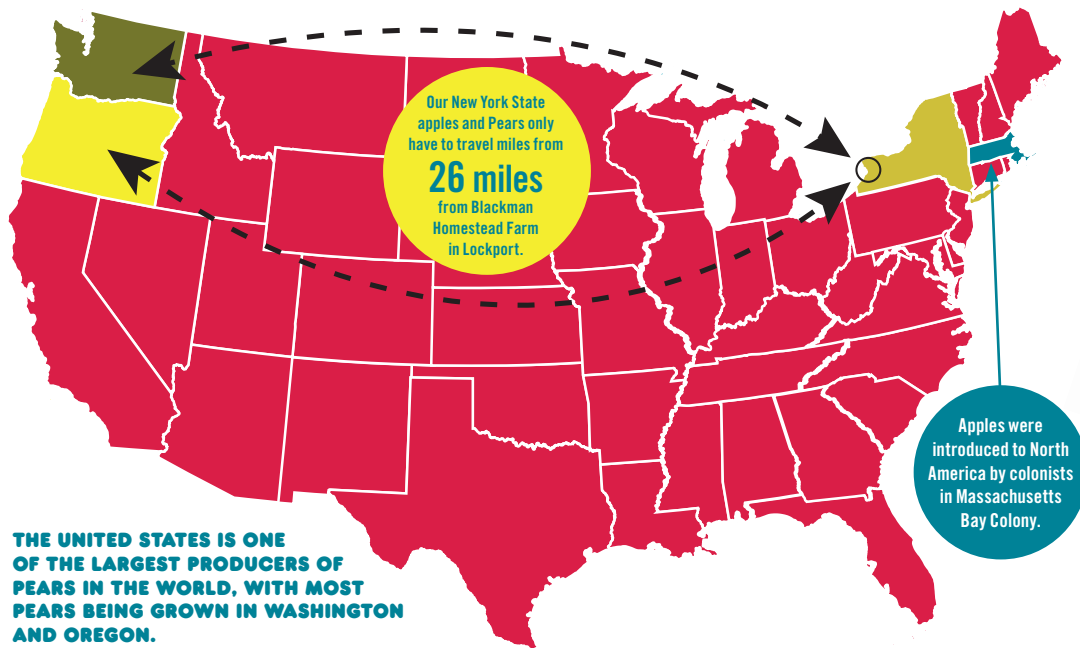 Our New York State
apples and Pears only
have to travel miles from
26 miles
from Blackman
Homestead Farm
in Lockport.
Apples were
introduced to North
America by colonists
in Massachusetts
Bay Colony.
THE UNITED STATES IS ONE
OF THE LARGEST PRODUCERS OF
PEARS IN THE WORLD, WITH MOST
PEARS BEING GROWN IN WASHINGTON
AND OREGON.